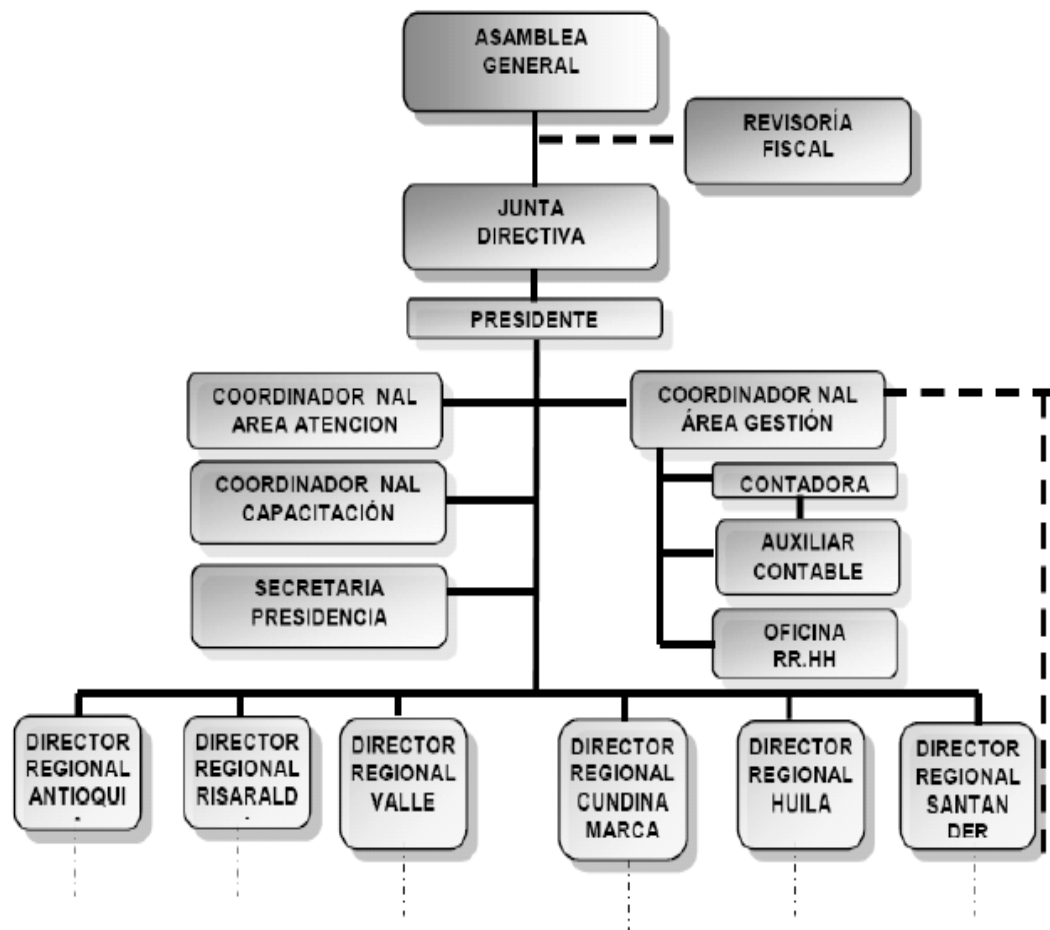 ASAMBLEA
GENERAL
REVISORÍA
FISCAL
JUNTA
DIRECTIVA
PRESIDENTE
COORDINADOR NAL
AREA ATENCION
COORDINADOR NAL
ÁREA GESTIÓN
COORDINADOR NAL
CAPACITACIÓN
CONTADORA
AUXILIAR
CONTABLE
SECRETARIA
PRESIDENCIA
OFICINA
RR.HH
DIRECTOR
REGIONAL
ANTIOQUI
DIRECTOR
REGIONAL
RISARALD
DIRECTOR
REGIONAL
VALLE
DIRECTOR
REGIONAL
CUNDINA
MARCA
DIRECTOR
REGIONAL
HUILA
DIRECTOR
REGIONAL
SANTAN
DER